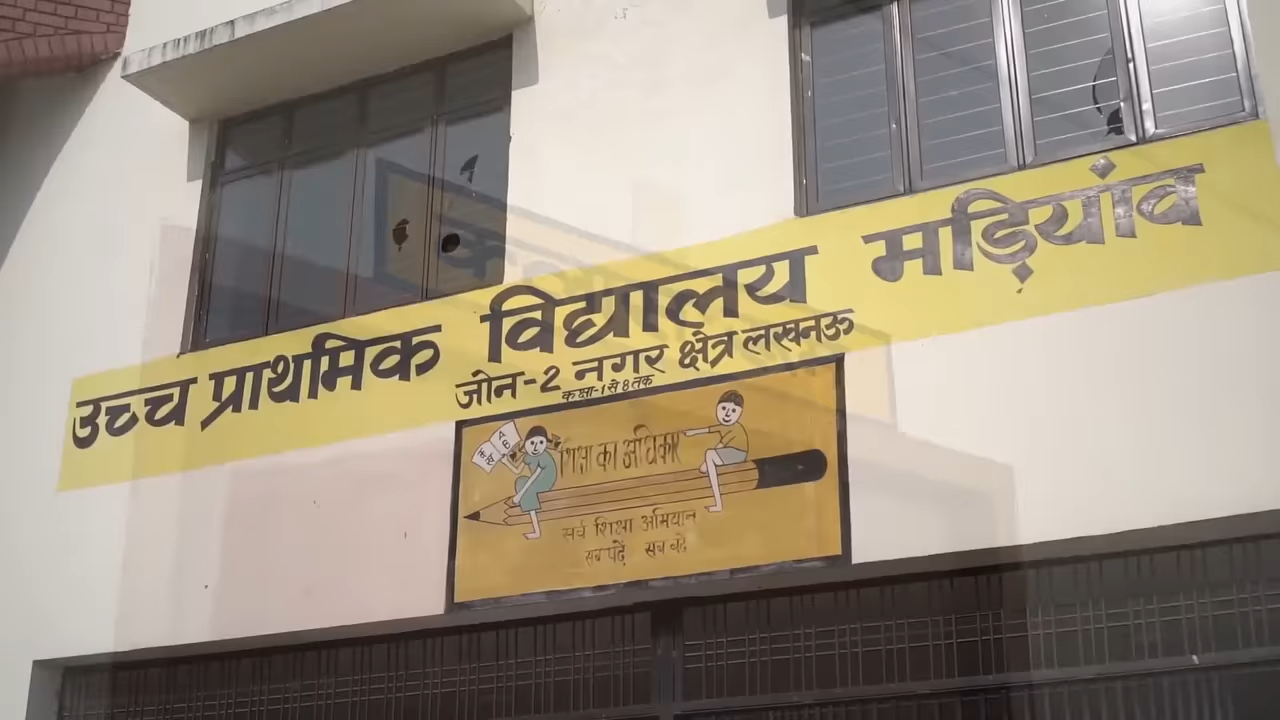 उच्च प्राथमिक विद्यालय मड़ियांव
जोन-2 नगर क्षेत्र लखनऊ
कक्षा-1 से 8 तक
A
B
क
ख
शिक्षा का अधिकार
सर्व शिक्षा अभियान
सब पढ़ें सब बढ़े